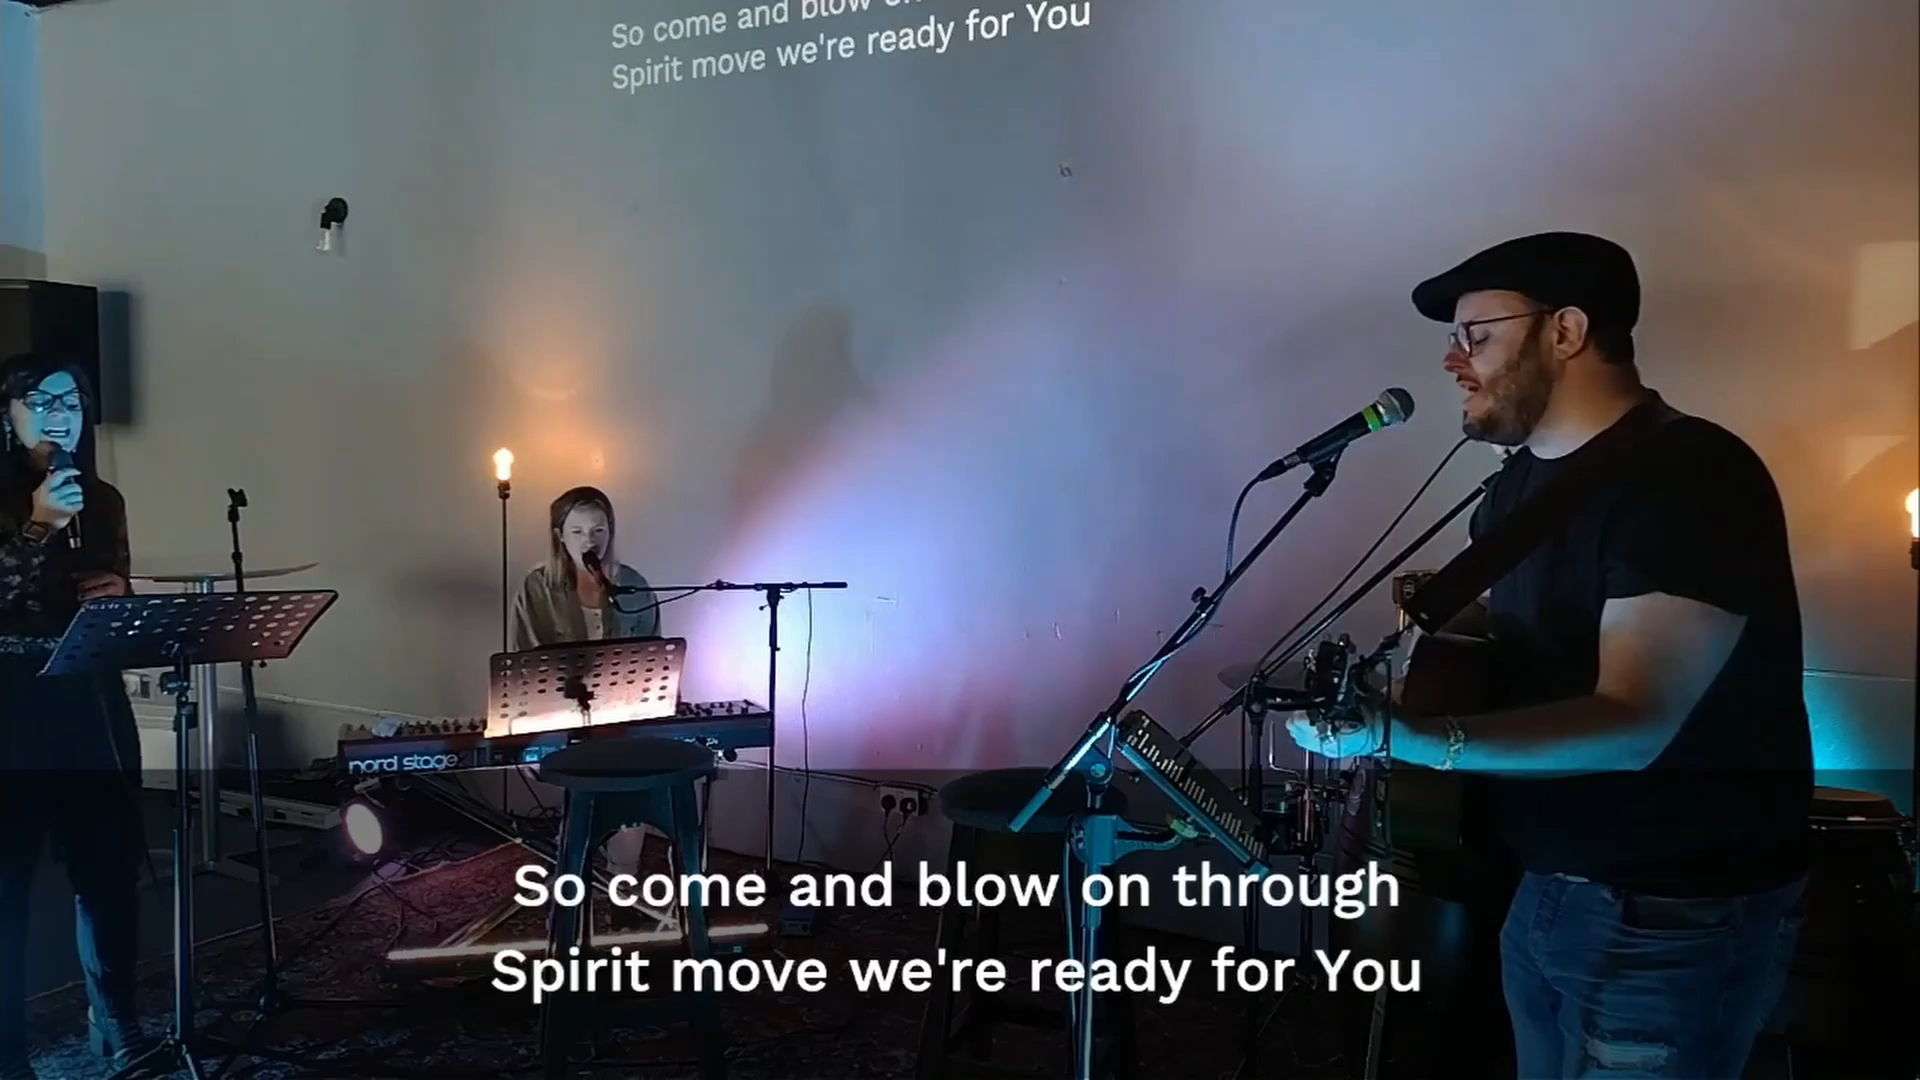 So come and blow on
Spirit move we're ready for You
nord stage
So come and blow on through
Spirit move we're ready for You